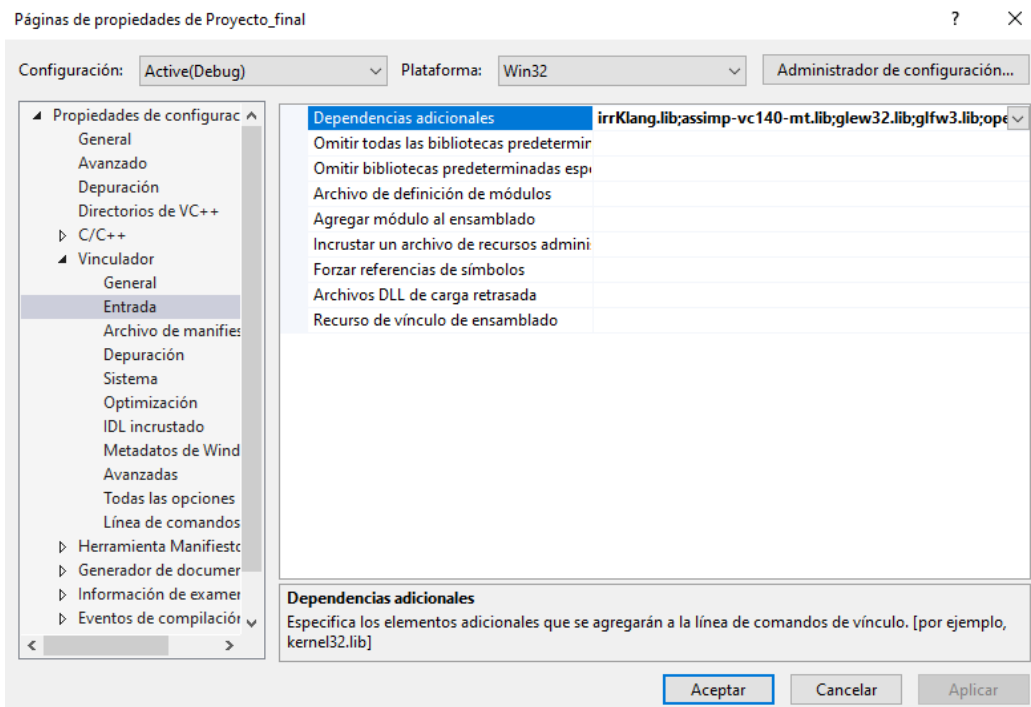 Páginas de propiedades de Proyecto_final
?
Configuración: Active(Debug) Plataforma: Win32 Administrador de configuración...
Propiedades de configurac
General
Avanzado
Depuración
Directorios de VC++
C/C++
Vinculador
General
Entrada
Archivo de manifies
Depuración
Sistema
Optimización
IDL incrustado
Metadatos de Wind
Avanzadas
Todas las opciones
Línea de comandos
Herramienta Manifiesto
Generador de documer
Información de examer
Eventos de compilación
Dependencias adicionales irrKlang.lib;assimp-vc140-mt.lib;glew32.lib;glfw3.lib;ope
Omitir todas las bibliotecas predetermin
Omitir bibliotecas predeterminadas espe
Archivo de definición de módulos
Agregar módulo al ensamblado
Incrustar un archivo de recursos adminis
Forzar referencias de símbolos
Archivos DLL de carga retrasada
Recurso de vínculo de ensamblado
Dependencias adicionales
Especifica los elementos adicionales que se agregarán a la línea de comandos de vínculo. [por ejemplo,
kernel32.lib]
Aceptar Cancelar Aplicar